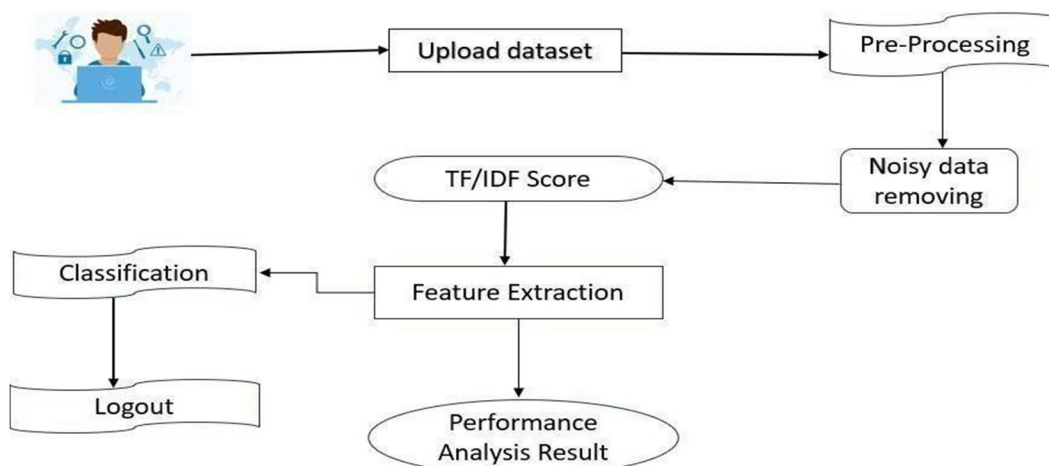 Upload dataset
Pre-Processing
Noisy data
removing
TF/IDF Score
Feature Extraction
Classification
Logout
Performance
Analysis Result